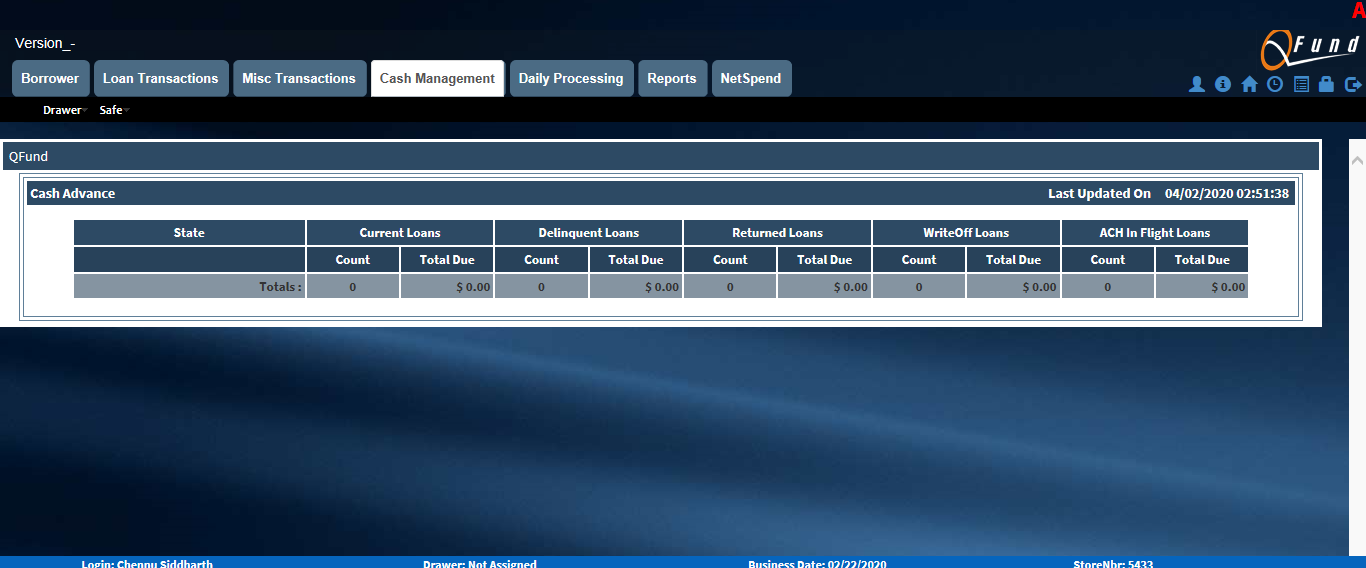 A
Version_-
QFund
Borrower Loan Transactions Misc Transactions Cash Management Daily Processing Reports NetSpend
Drawer Safe
QFund
Cash Advance Last Updated On 04/02/2020 02:51:38
State Current Loans Delinquent Loans Returned Loans WriteOff Loans ACH In Flight Loans
Count Total Due Count Total Due Count Total Due Count Total Due Count Total Due
Totals : 0 $ 0.00 0 $ 0.00 0 $ 0.00 0 $ 0.00 0 $ 0.00
Login: Chennu Siddharth Drawer: Not Assigned Business Date: 02/22/2020 StoreNbr: 5433